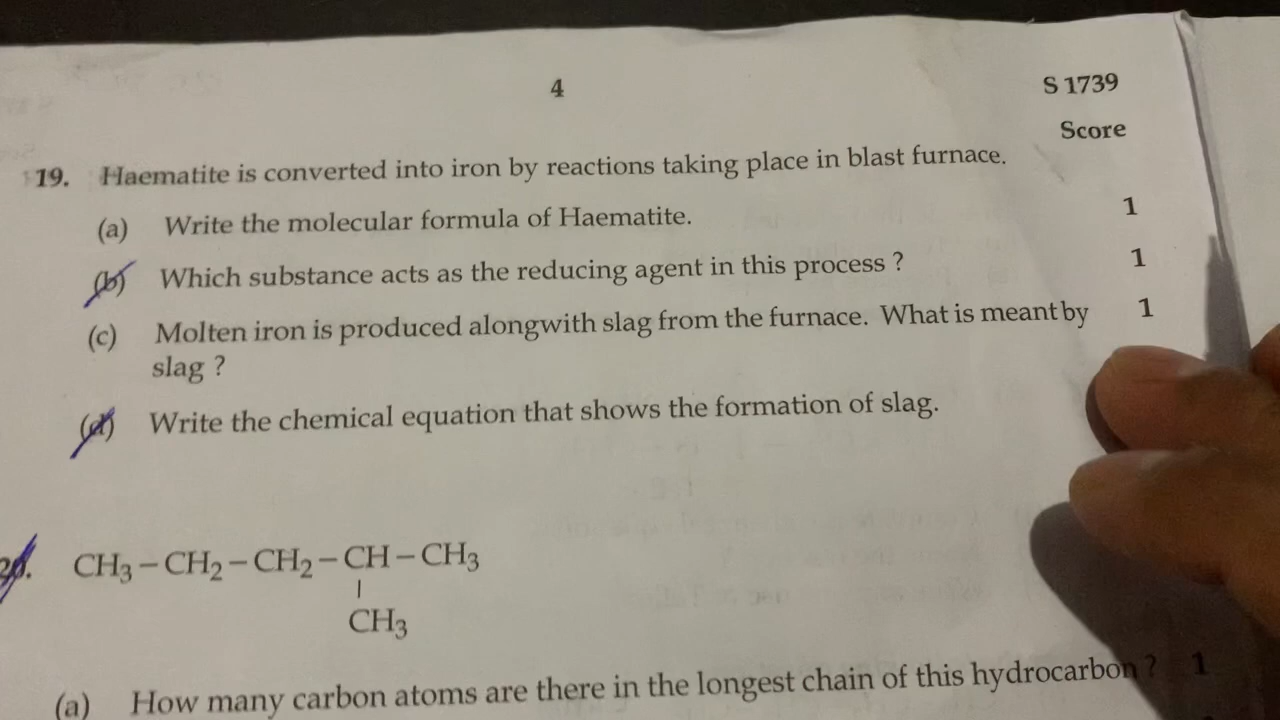 4
S 1739
Score
19. Haematite is converted into iron by reactions taking place in blast furnace.
(a) Write the molecular formula of Haematite. 1
(b) Which substance acts as the reducing agent in this process ? 1
(c) Molten iron is produced alongwith slag from the furnace. What is meant by 1
slag ?
(d) Write the chemical equation that shows the formation of slag.
20. CH₃ – CH₂ – CH₂ – CH – CH₃
|
CH₃
(a) How many carbon atoms are there in the longest chain of this hydrocarbon ? 1